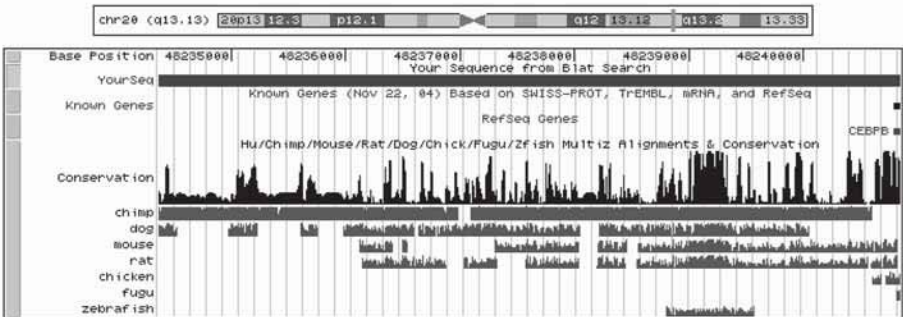 chr20 (q13.13) 20p13 12.3 p12.1 q12 13.12 q13.2 13.33
Base Position 48235000 48236000 48237000 48238000 48239000 48240000
Your Sequence from Blat Search
YourSeq
Known Genes (Nov 22, 04) Based on SWISS-PROT, TrEMBL, mRNA, and RefSeq
Known Genes
RefSeq Genes
CEBPB
Hu/Chimp/Mouse/Rat/Dog/Chick/Fugu/Zfish Multiz Alignments & Conservation
Conservation
chimp
dog
mouse
rat
chicken
fugu
zebrafish